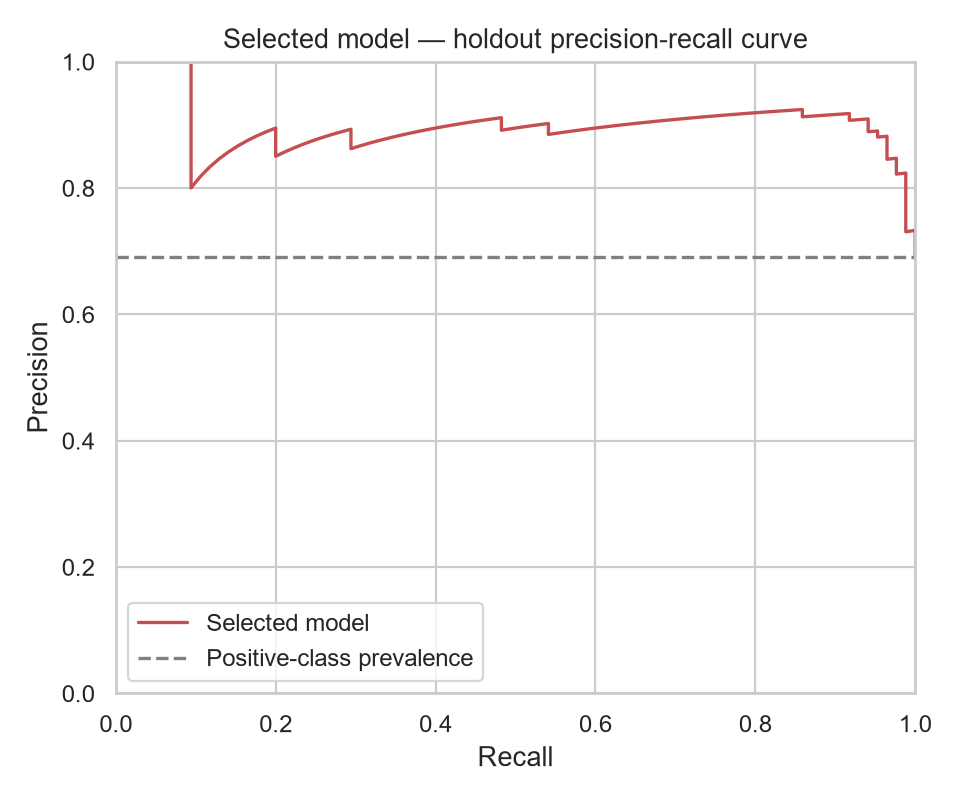 Selected model — holdout precision-recall curve
1.0
0.8
0.6
0.4
0.2
0.0
Precision
Selected model
Positive-class prevalence
0.0 0.2 0.4 0.6 0.8 1.0
Recall